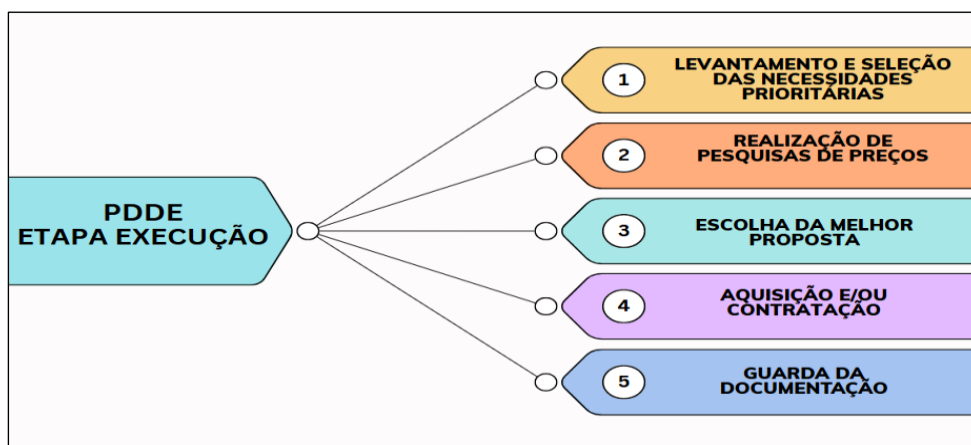 PDDE
ETAPA EXECUÇÃO
1
LEVANTAMENTO E SELEÇÃO
DAS NECESSIDADES
PRIORITÁRIAS
2
REALIZAÇÃO DE
PESQUISAS DE PREÇOS
3
ESCOLHA DA MELHOR
PROPOSTA
4
AQUISIÇÃO E/OU
CONTRATAÇÃO
5
GUARDA DA
DOCUMENTAÇÃO